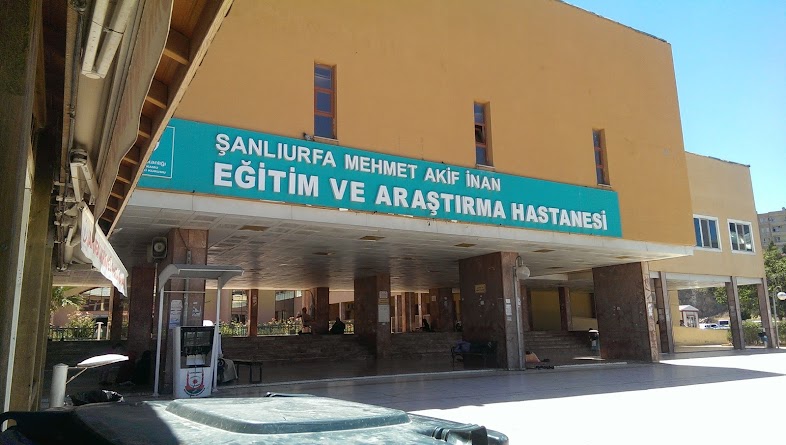 ŞANLIURFA MEHMET AKİF İNAN
EĞİTİM VE ARAŞTIRMA HASTANESİ